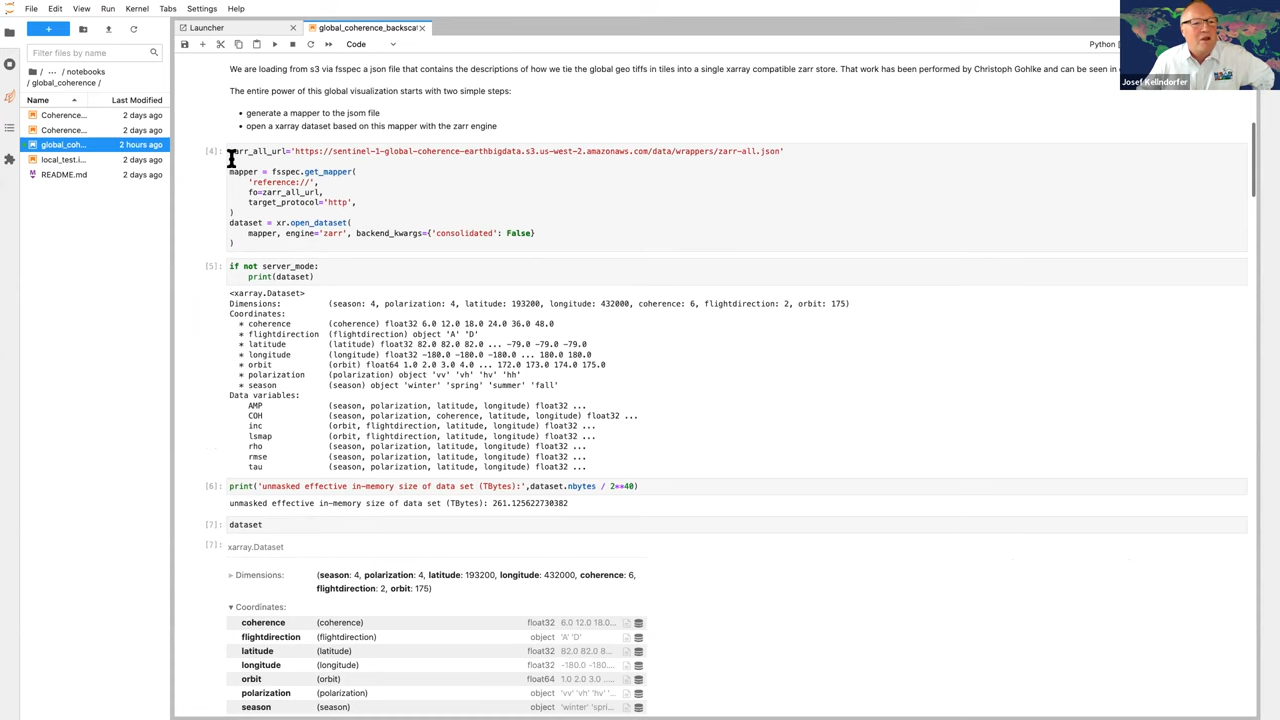 File Edit View Run Kernel Tabs Settings Help
Launcher
global_coherence_backscat
Code
Python
Filter files by name
/ ... / notebooks
/ global_coherence /
Name Last Modified
Coherence... 2 days ago
Coherence... 2 days ago
global_coh... 2 hours ago
local_test.i... 2 days ago
README.md 2 days ago
Josef Kellndorfer
We are loading from s3 via fsspec a json file that contains the descriptions of how we tie the global geo tiffs in tiles into a single xarray compatible zarr store. That work has been performed by Christoph Gohlke and can be seen in
The entire power of this global visualization starts with two simple steps:
• generate a mapper to the jsom file
• open a xarray dataset based on this mapper with the zarr engine
[4]: zarr_all_url='https://sentinel-1-global-coherence-earthbigdata.s3.us-west-2.amazonaws.com/data/wrappers/zarr-all.json'
mapper = fsspec.get_mapper(
'reference://',
fo=zarr_all_url,
target_protocol='http',
)
dataset = xr.open_dataset(
mapper, engine='zarr', backend_kwargs={'consolidated': False}
)
[5]: if not server_mode:
print(dataset)
<xarray.Dataset>
Dimensions: (season: 4, polarization: 4, latitude: 193200, longitude: 432000, coherence: 6, flightdirection: 2, orbit: 175)
Coordinates:
* coherence (coherence) float32 6.0 12.0 18.0 24.0 36.0 48.0
* flightdirection (flightdirection) object 'A' 'D'
* latitude (latitude) float32 82.0 82.0 82.0 ... -79.0 -79.0 -79.0
* longitude (longitude) float32 -180.0 -180.0 -180.0 ... 180.0 180.0
* orbit (orbit) float64 1.0 2.0 3.0 4.0 ... 172.0 173.0 174.0 175.0
* polarization (polarization) object 'vv' 'vh' 'hv' 'hh'
* season (season) object 'winter' 'spring' 'summer' 'fall'
Data variables:
AMP (season, polarization, latitude, longitude) float32 ...
COH (season, polarization, coherence, latitude, longitude) float32 ...
inc (orbit, flightdirection, latitude, longitude) float32 ...
lsmap (orbit, flightdirection, latitude, longitude) float32 ...
rho (season, polarization, latitude, longitude) float32 ...
rmse (season, polarization, latitude, longitude) float32 ...
tau (season, polarization, latitude, longitude) float32 ...
[6]: print('unmasked effective in-memory size of data set (TBytes):',dataset.nbytes / 2**40)
unmasked effective in-memory size of data set (TBytes): 261.125622730382
[7]: dataset
[7]: xarray.Dataset
Dimensions: (season: 4, polarization: 4, latitude: 193200, longitude: 432000, coherence: 6,
flightdirection: 2, orbit: 175)
Coordinates:
coherence (coherence) float32 6.0 12.0 18.0...
flightdirection (flightdirection) object 'A' 'D'
latitude (latitude) float32 82.0 82.0 8...
longitude (longitude) float32 -180.0 -180....
orbit (orbit) float64 1.0 2.0 3.0 .....
polarization (polarization) object 'vv' 'vh' 'hv' '...
season (season) object 'winter' 'spri...